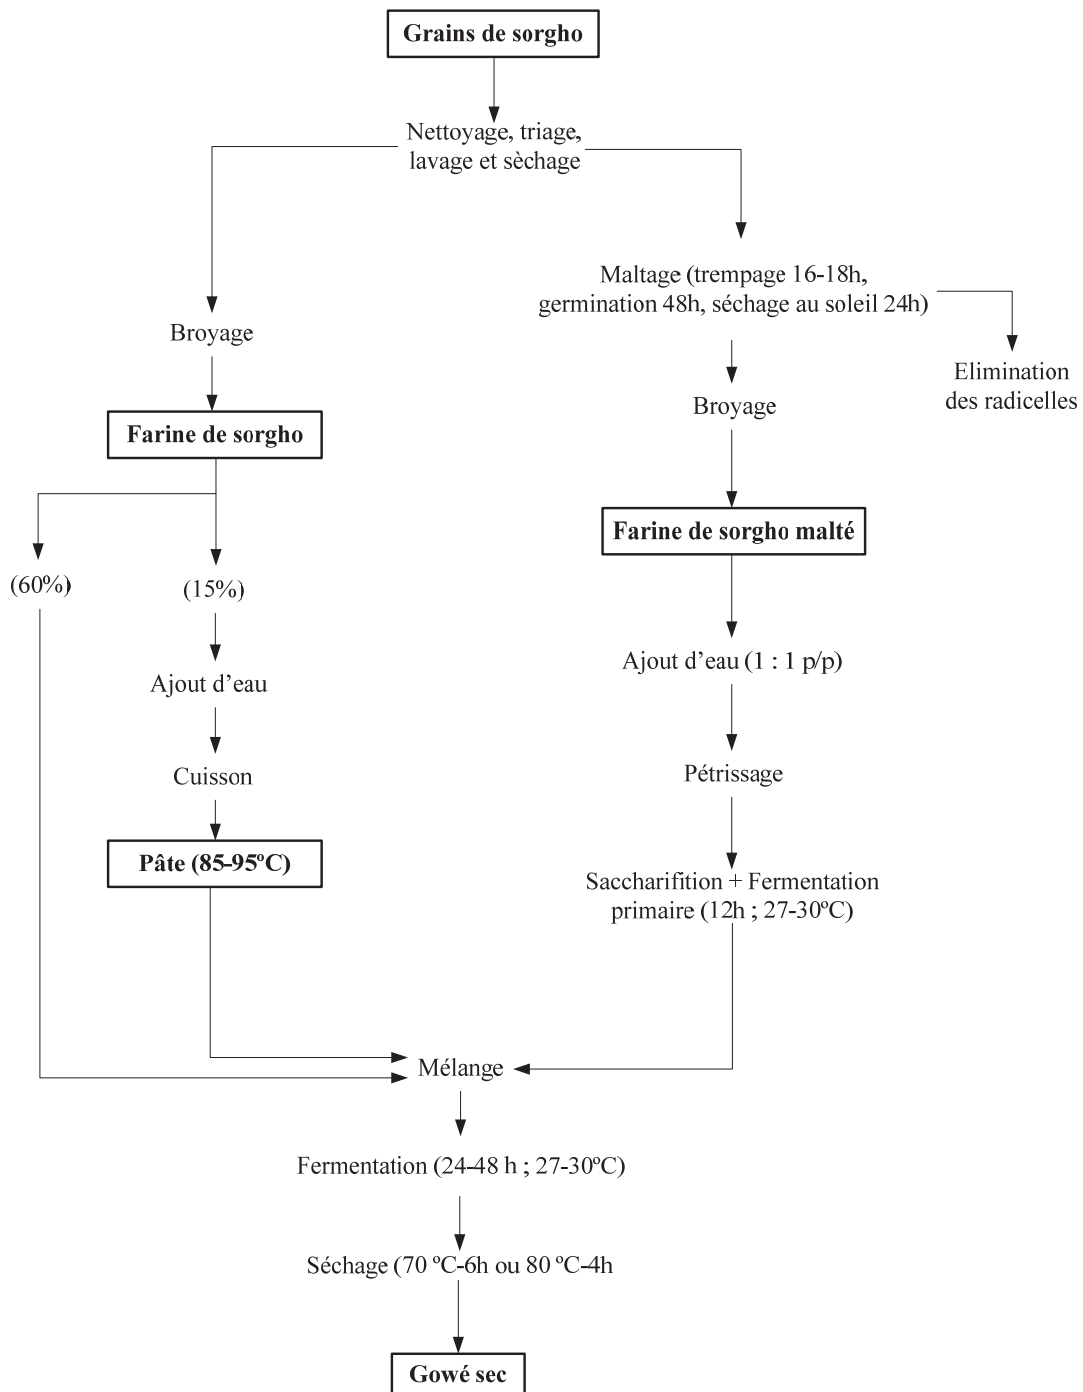 Grains de sorgho
Nettoyage, triage,
lavage et sèchage
Maltage (trempage 16-18h,
germination 48h, séchage au soleil 24h)
Broyage
Elimination
des radicelles
Broyage
Farine de sorgho
Farine de sorgho malté
(60%)
(15%)
Ajout d’eau (1 : 1 p/p)
Ajout d’eau
Pétrissage
Cuisson
Pâte (85-95ºC)
Saccharifition + Fermentation
primaire (12h ; 27-30ºC)
Mélange
Fermentation (24-48 h ; 27-30ºC)
Séchage (70 ºC-6h ou 80 ºC-4h
Gowé sec